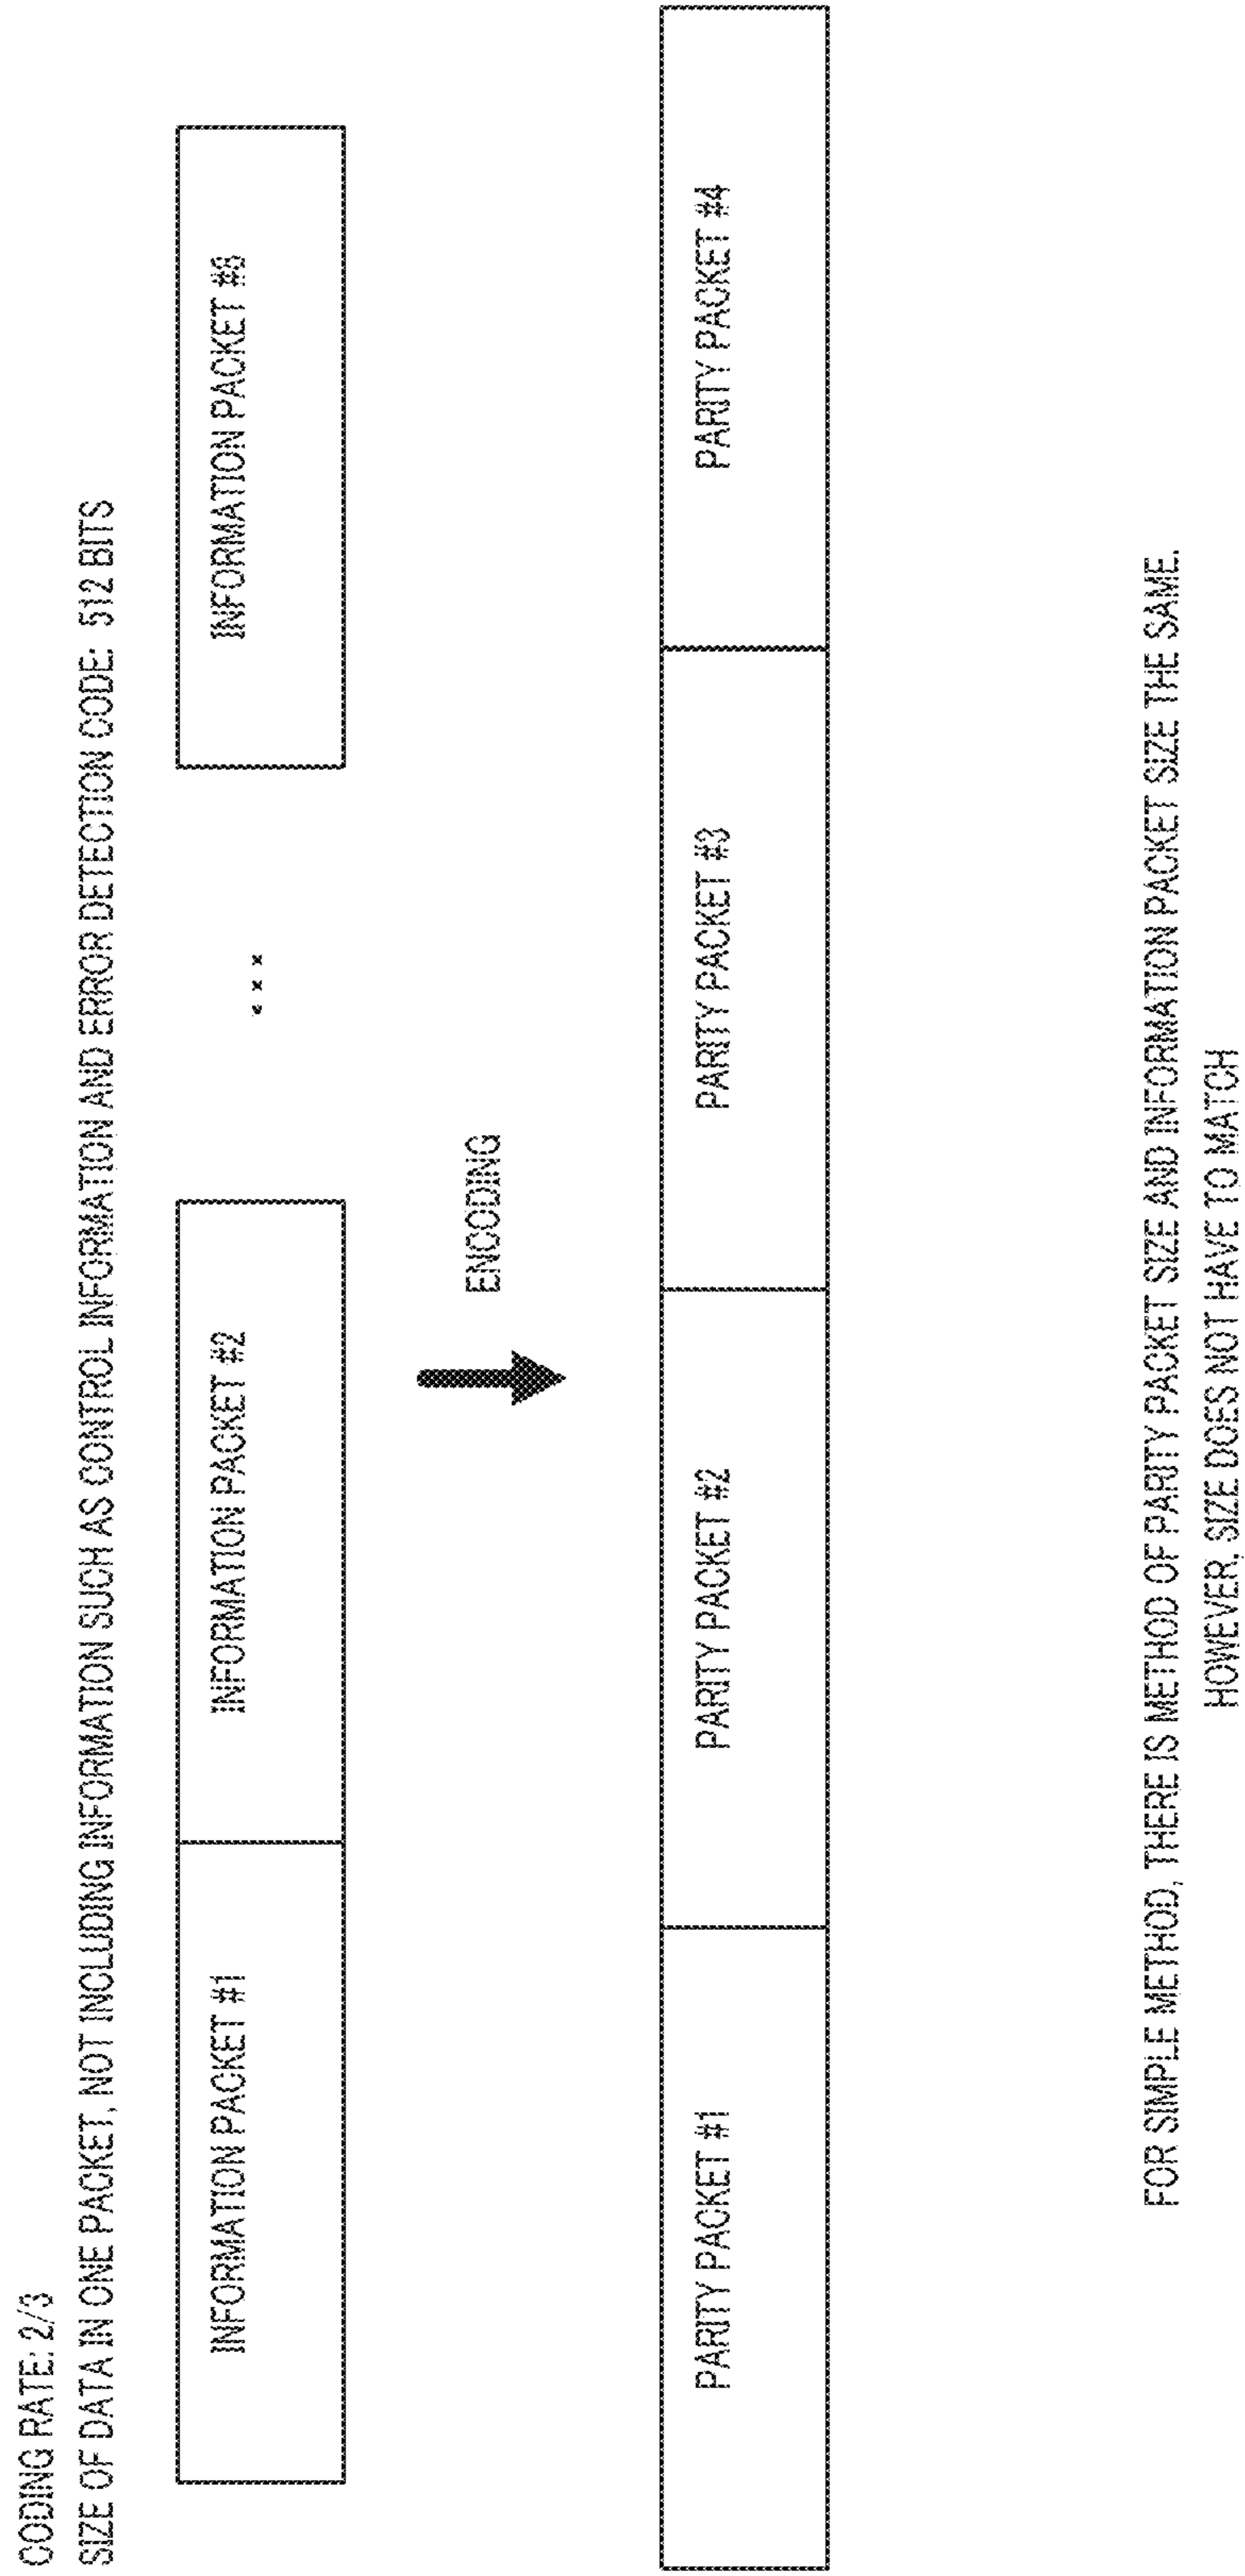 CODING RATE: 2/3
SIZE OF DATA IN ONE PACKET, NOT INCLUDING INFORMATION SUCH AS CONTROL INFORMATION AND ERROR DETECTION CODE: 512 BITS
INFORMATION PACKET #1
INFORMATION PACKET #2
...
INFORMATION PACKET #8
ENCODING
PARITY PACKET #1
PARITY PACKET #2
PARITY PACKET #3
PARITY PACKET #4
FOR SIMPLE METHOD, THERE IS METHOD OF PARITY PACKET SIZE AND INFORMATION PACKET SIZE THE SAME.
HOWEVER, SIZE DOES NOT HAVE TO MATCH